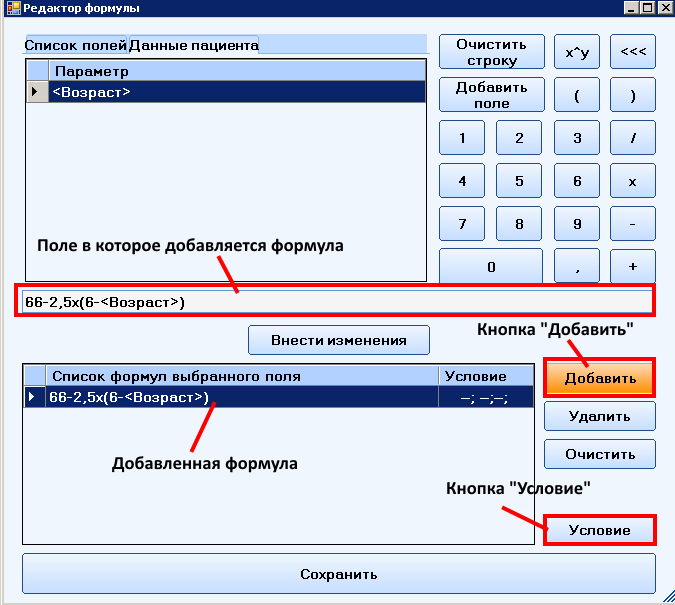 Редактор формулы
Список полей Данные пациента
Параметр
<Возраст>
Очистить
строку
x^y
<<<
Добавить
поле
(
)
1
2
3
/
4
5
6
x
7
8
9
-
0
,
+
Поле в которое добавляется формула
66-2,5x(6-<Возраст>)
Внести изменения
Кнопка "Добавить"
Список формул выбранного поля
Условие
66-2,5x(6-<Возраст>)
--; --;--;
Добавить
Удалить
Очистить
Добавленная формула
Кнопка "Условие"
Условие
Сохранить